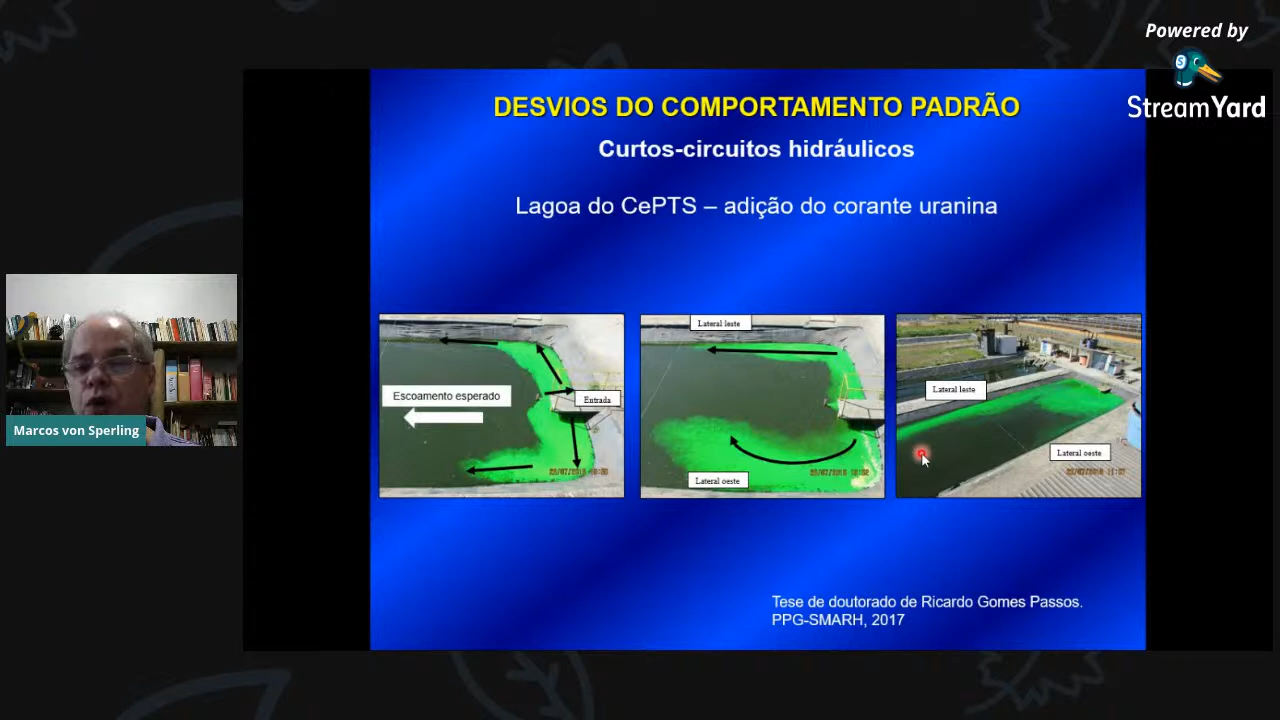 Powered by
StreamYard
DESVIOS DO COMPORTAMENTO PADRÃO
Curtos-circuitos hidráulicos
Lagoa do CePTS – adição do corante uranina
Escoamento esperado
Entrada
Lateral leste
Lateral oeste
Lateral leste
Lateral oeste
Marcos von Sperling
Tese de doutorado de Ricardo Gomes Passos.
PPG-SMARH, 2017